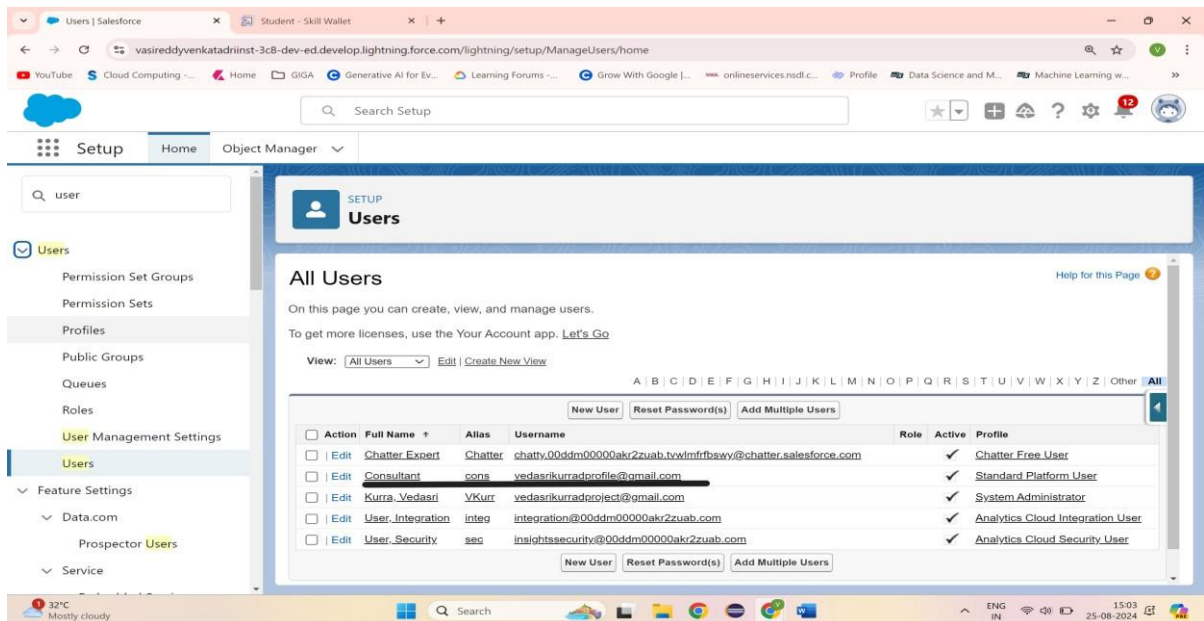 Users | Salesforce
Student - Skill Wallet
vasireddyvenkatadriinst-3c8-dev-ed.develop.lightning.force.com/lightning/setup/ManageUsers/home
V
YouTube
Cloud Computing -...
Home
GIGA
Generative AI for Ev...
Learning Forums -...
Grow With Google |...
onlineservices.nsdl.c...
Profile
Data Science and M...
Machine Learning w...
Search Setup
12
Setup
Home
Object Manager
user
Users
Permission Set Groups
Permission Sets
Profiles
Public Groups
Queues
Roles
User Management Settings
Users
Feature Settings
Data.com
Prospector Users
Service
SETUP
Users
All Users
Help for this Page ?
On this page you can create, view, and manage users.
To get more licenses, use the Your Account app. Let's Go
View: All Users Edit | Create New View
A | B | C | D | E | F | G | H | I | J | K | L | M | N | O | P | Q | R | S | T | U | V | W | X | Y | Z | Other All
New User Reset Password(s) Add Multiple Users
Action Full Name ↑ Alias Username Role Active Profile
| Edit Chatter Expert Chatter chatty.00ddm00000akr2zuab.tvwlmfrfbswy@chatter.salesforce.com ✓ Chatter Free User
| Edit Consultant cons vedasrikurradprofile@gmail.com ✓ Standard Platform User
| Edit Kurra, Vedasri VKurr vedasrikurradproject@gmail.com ✓ System Administrator
| Edit User, Integration integ integration@00ddm00000akr2zuab.com ✓ Analytics Cloud Integration User
| Edit User, Security sec insightssecurity@00ddm00000akr2zuab.com ✓ Analytics Cloud Security User
New User Reset Password(s) Add Multiple Users
32°C
Mostly cloudy
Search
ENG
IN
15:03
25-08-2024